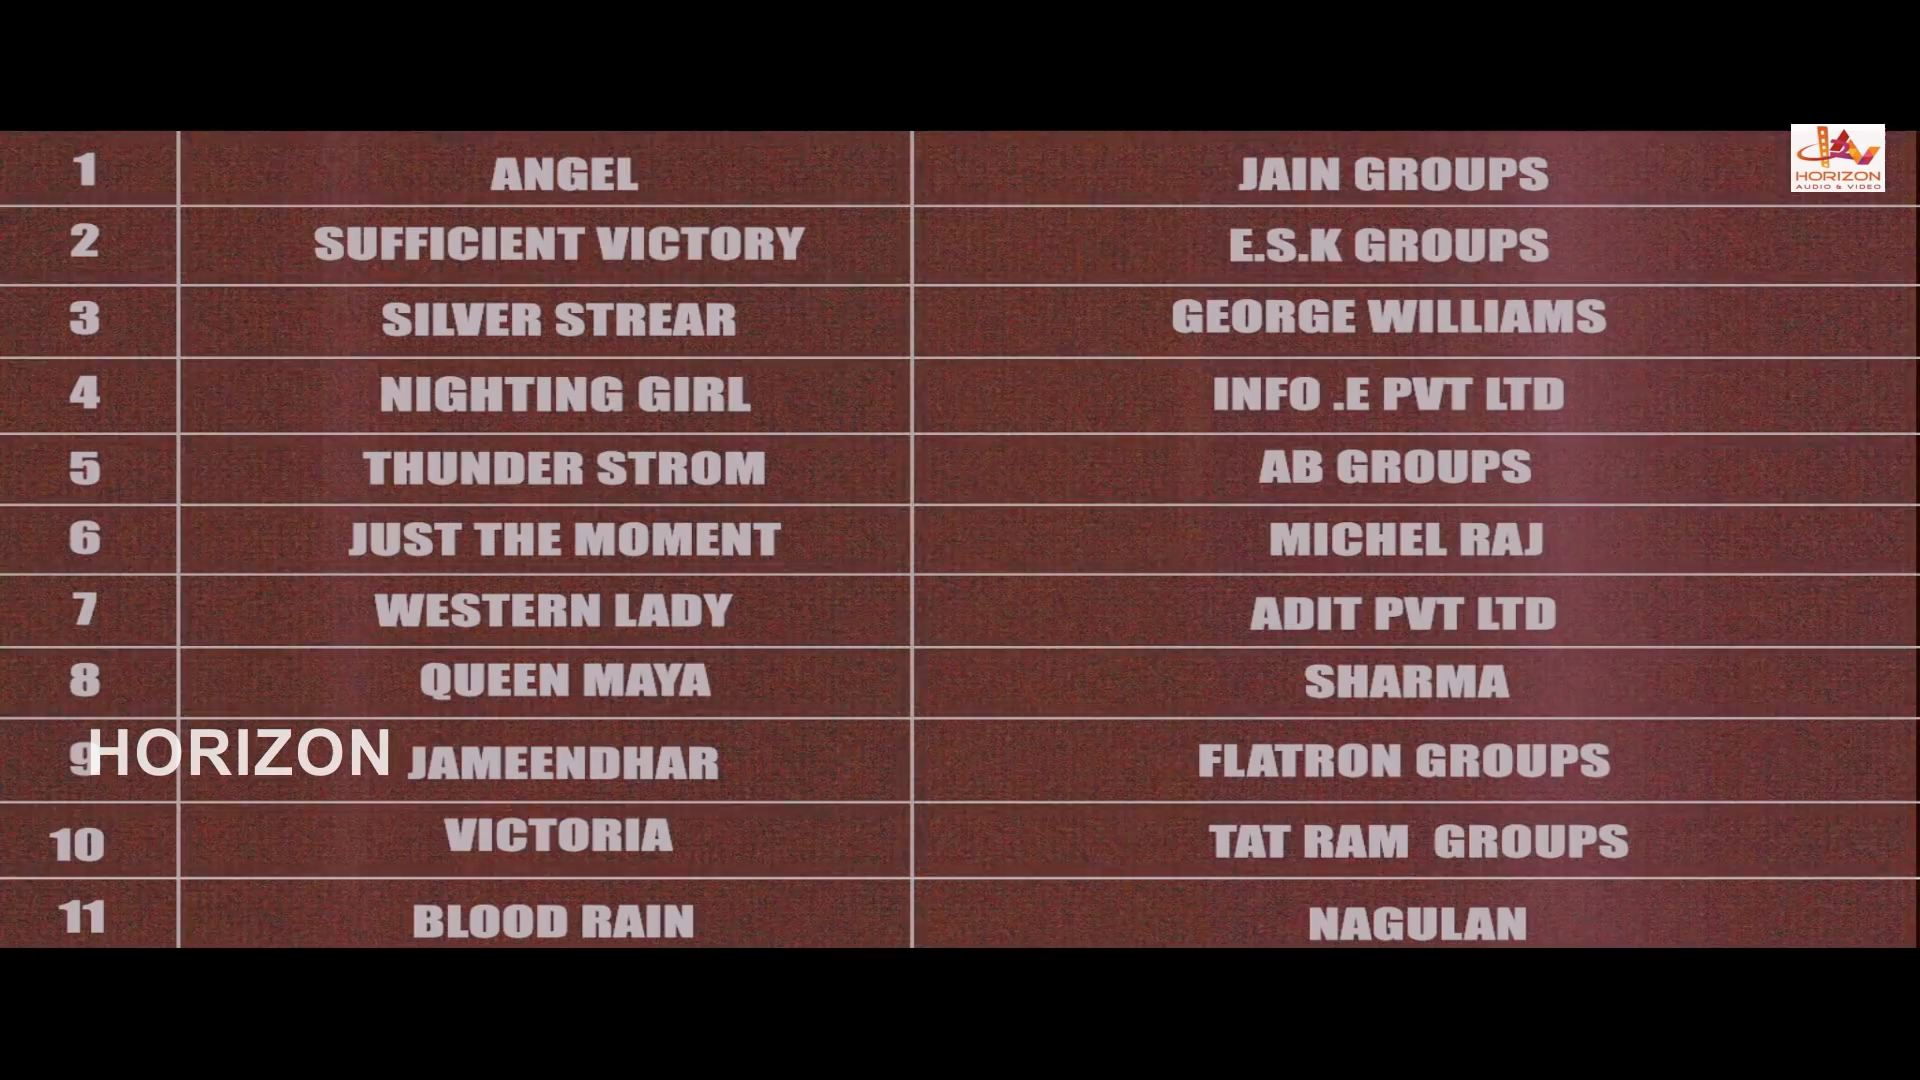 1 ANGEL JAIN GROUPS
HORIZON
AUDIO & VIDEO
2 SUFFICIENT VICTORY E.S.K GROUPS
3 SILVER STREAR GEORGE WILLIAMS
4 NIGHTING GIRL INFO .E PVT LTD
5 THUNDER STROM AB GROUPS
6 JUST THE MOMENT MICHEL RAJ
7 WESTERN LADY ADIT PVT LTD
8 QUEEN MAYA SHARMA
9 JAMEENDHAR FLATRON GROUPS
HORIZON
10 VICTORIA TAT RAM GROUPS
11 BLOOD RAIN NAGULAN